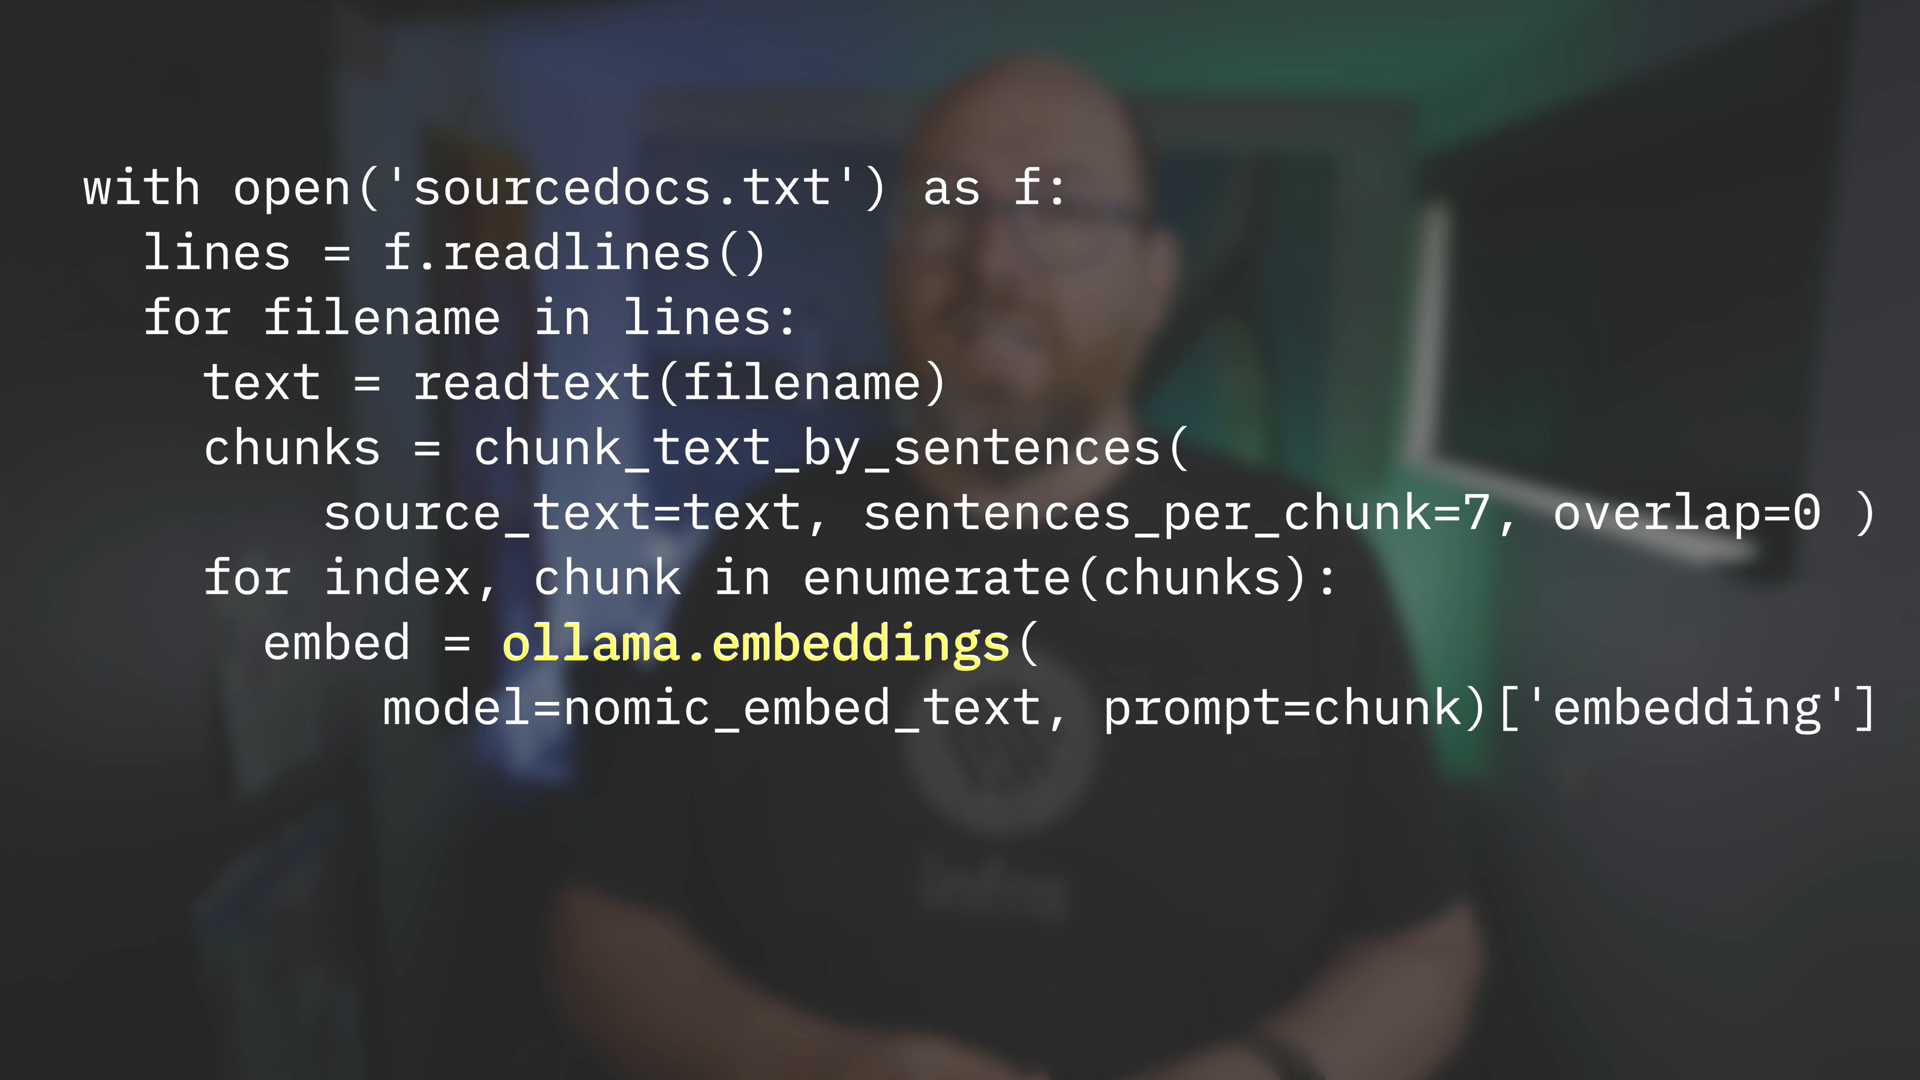 with open('sourcedocs.txt') as f:
  lines = f.readlines()
  for filename in lines:
    text = readtext(filename)
    chunks = chunk_text_by_sentences(
        source_text=text, sentences_per_chunk=7, overlap=0 )
    for index, chunk in enumerate(chunks):
      embed = ollama.embeddings(
          model=nomic_embed_text, prompt=chunk)['embedding']